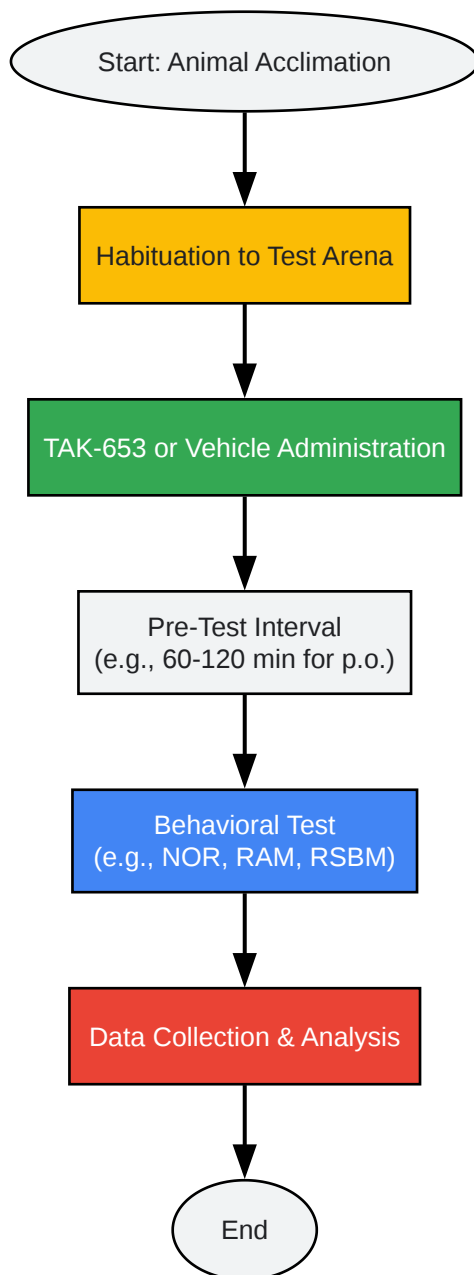 Start: Animal Acclimation
Habituation to Test Arena
TAK-653 or Vehicle Administration
Pre-Test Interval
(e.g., 60-120 min for p.o.)
Behavioral Test
(e.g., NOR, RAM, RSBM)
Data Collection & Analysis
End